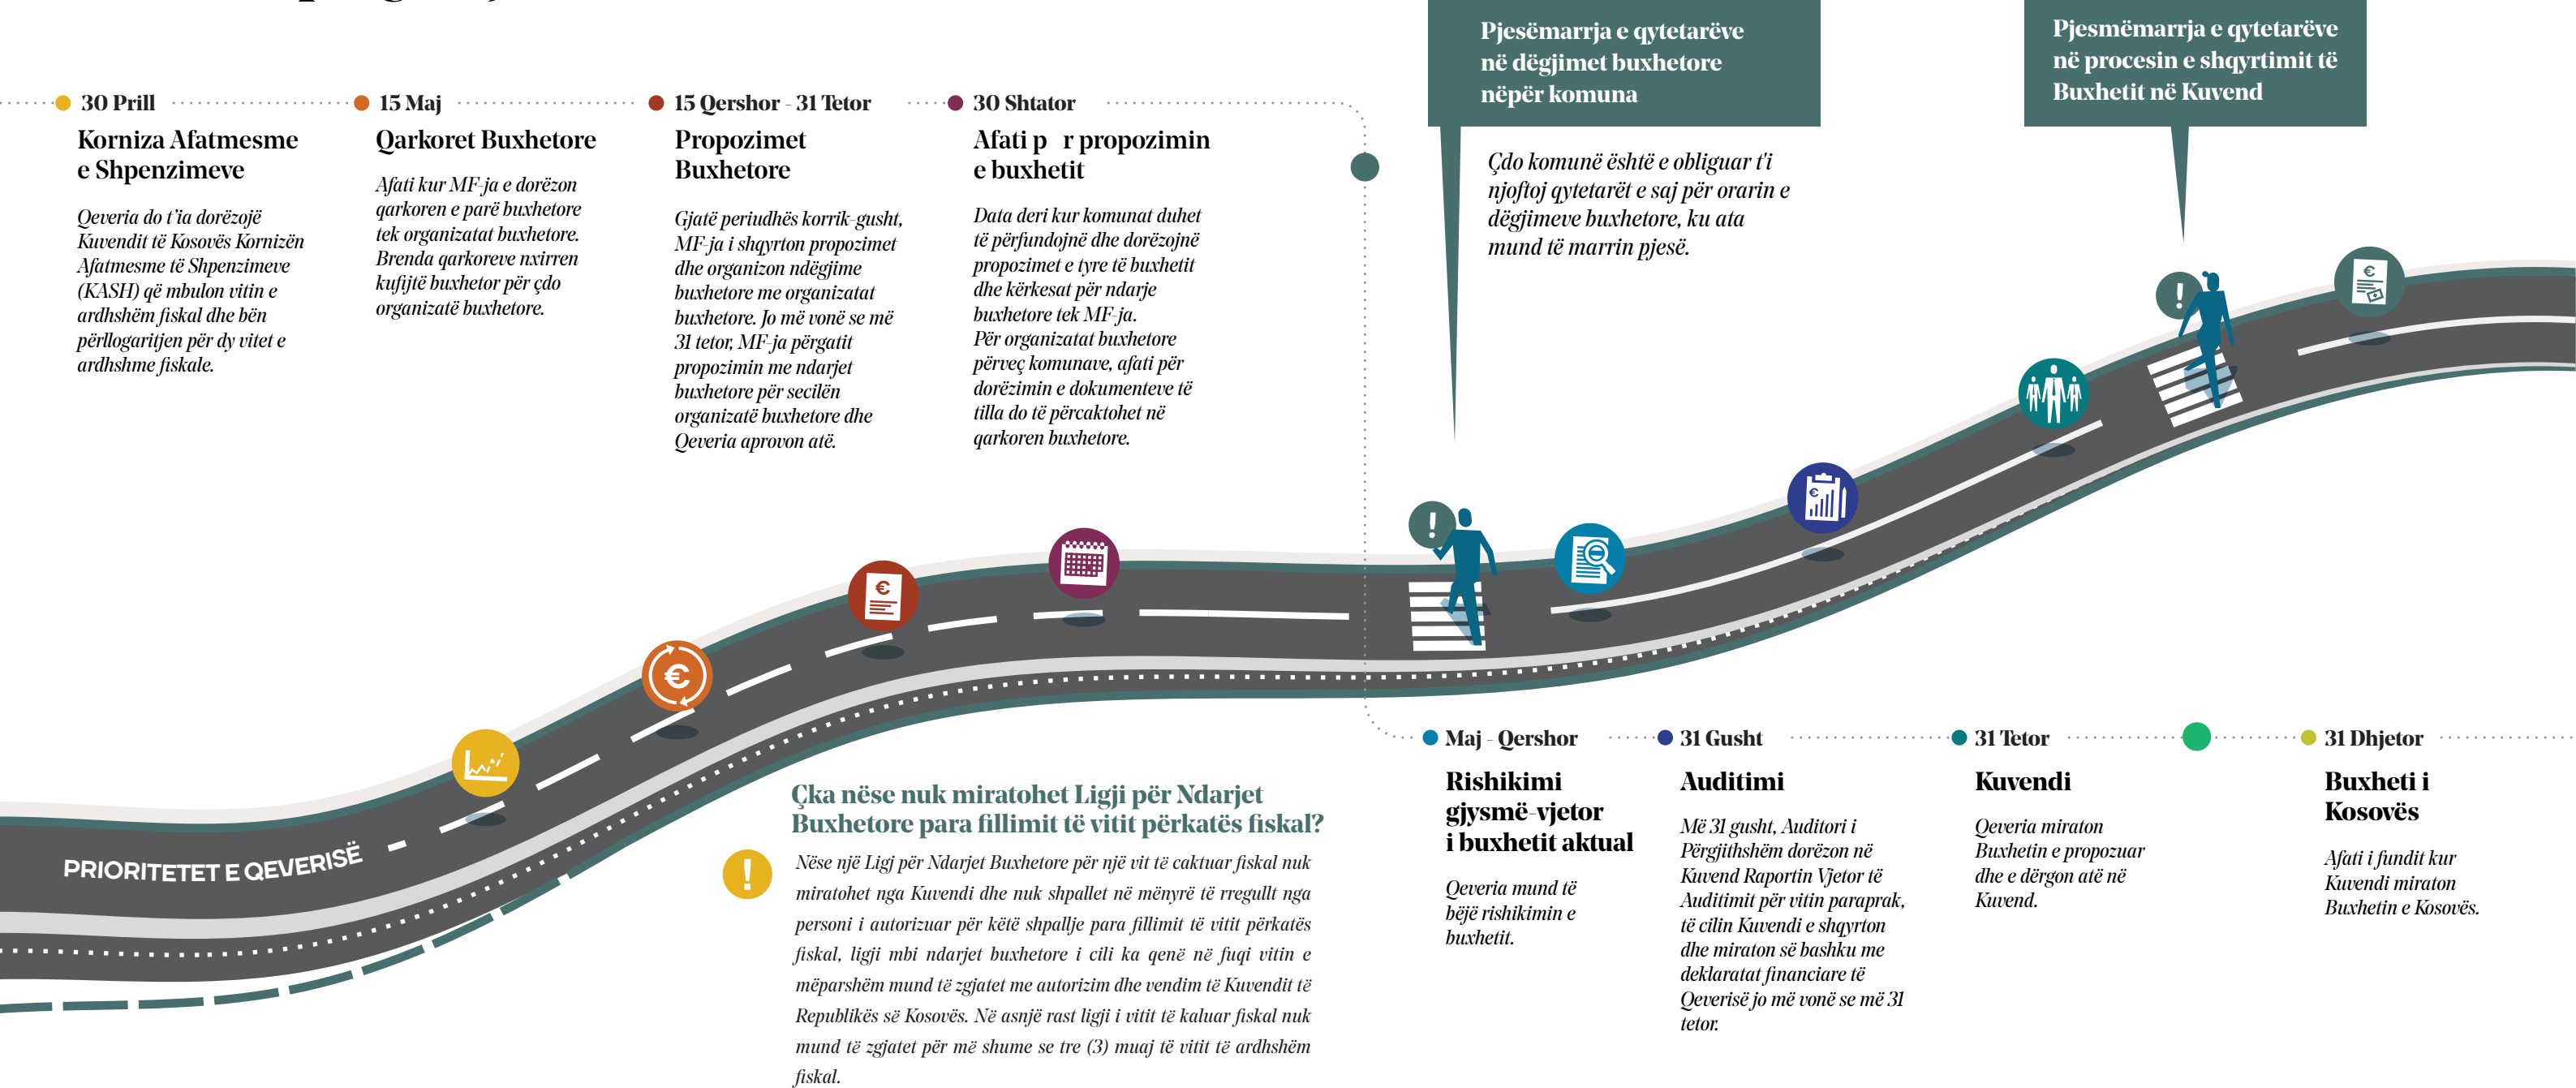 30 Prill
Korniza Afatmesme
e Shpenzimeve
Qeveria do t'ia dorëzojë
Kuvendit të Kosovës Kornizën
Afatmesme të Shpenzimeve
(KASH) që mbulon vitin e
ardhshëm fiskal dhe bën
përllogaritjen për dy vitet e
ardhshme fiskale.
15 Maj
Qarkoret Buxhetore
Afati kur MF-ja e dorëzon
qarkoren e parë buxhetore
tek organizatat buxhetore.
Brenda qarkoreve nxirren
kufijtë buxhetor për çdo
organizatë buxhetore.
15 Qershor - 31 Tetor
Propozimet
Buxhetore
Gjatë periudhës korrik-gusht,
MF-ja i shqyrton propozimet
dhe organizon ndëgjime
buxhetore me organizatat
buxhetore. Jo më vonë se më
31 tetor, MF-ja përgatit
propozimin me ndarjet
buxhetore për secilën
organizatë buxhetore dhe
Qeveria aprovon atë.
30 Shtator
Afati p r propozimin
e buxhetit
Data deri kur komunat duhet
të përfundojnë dhe dorëzojnë
propozimet e tyre të buxhetit
dhe kërkesat për ndarje
buxhetore tek MF-ja.
Për organizatat buxhetore
përveç komunave, afati për
dorëzimin e dokumenteve të
tilla do të përcaktohet në
qarkoren buxhetore.
Pjesëmarrja e qytetarëve
në dëgjimet buxhetore
nëpër komuna
Çdo komunë është e obliguar t'i
njoftoj qytetarët e saj për orarin e
dëgjimeve buxhetore, ku ata
mund të marrin pjesë.
Pjesmëmarrja e qytetarëve
në procesin e shqyrtimit të
Buxhetit në Kuvend
PRIORITETET E QEVERISË
Çka nëse nuk miratohet Ligji për Ndarjet
Buxhetore para fillimit të vitit përkatës fiskal?
Nëse një Ligj për Ndarjet Buxhetore për një vit të caktuar fiskal nuk
miratohet nga Kuvendi dhe nuk shpallet në mënyrë të rregullt nga
personi i autorizuar për këtë shpallje para fillimit të vitit përkatës
fiskal, ligji mbi ndarjet buxhetore i cili ka qenë në fuqi vitin e
mëparshëm mund të zgjatet me autorizim dhe vendim të Kuvendit të
Republikës së Kosovës. Në asnjë rast ligji i vitit të kaluar fiskal nuk
mund të zgjatet për më shume se tre (3) muaj të vitit të ardhshëm
fiskal.
Maj - Qershor
Rishikimi
gjysmë-vjetor
i buxhetit aktual
Qeveria mund të
bëjë rishikimin e
buxhetit.
31 Gusht
Auditimi
Më 31 gusht, Auditori i
Përgjithshëm dorëzon në
Kuvend Raportin Vjetor të
Auditimit për vitin paraprak,
të cilin Kuvendi e shqyrton
dhe miraton së bashku me
deklaratat financiare të
Qeverisë jo më vonë se më 31
tetor.
31 Tetor
Kuvendi
Qeveria miraton
Buxhetin e propozuar
dhe e dërgon atë në
Kuvend.
31 Dhjetor
Buxheti i
Kosovës
Afati i fundit kur
Kuvendi miraton
Buxhetin e Kosovës.